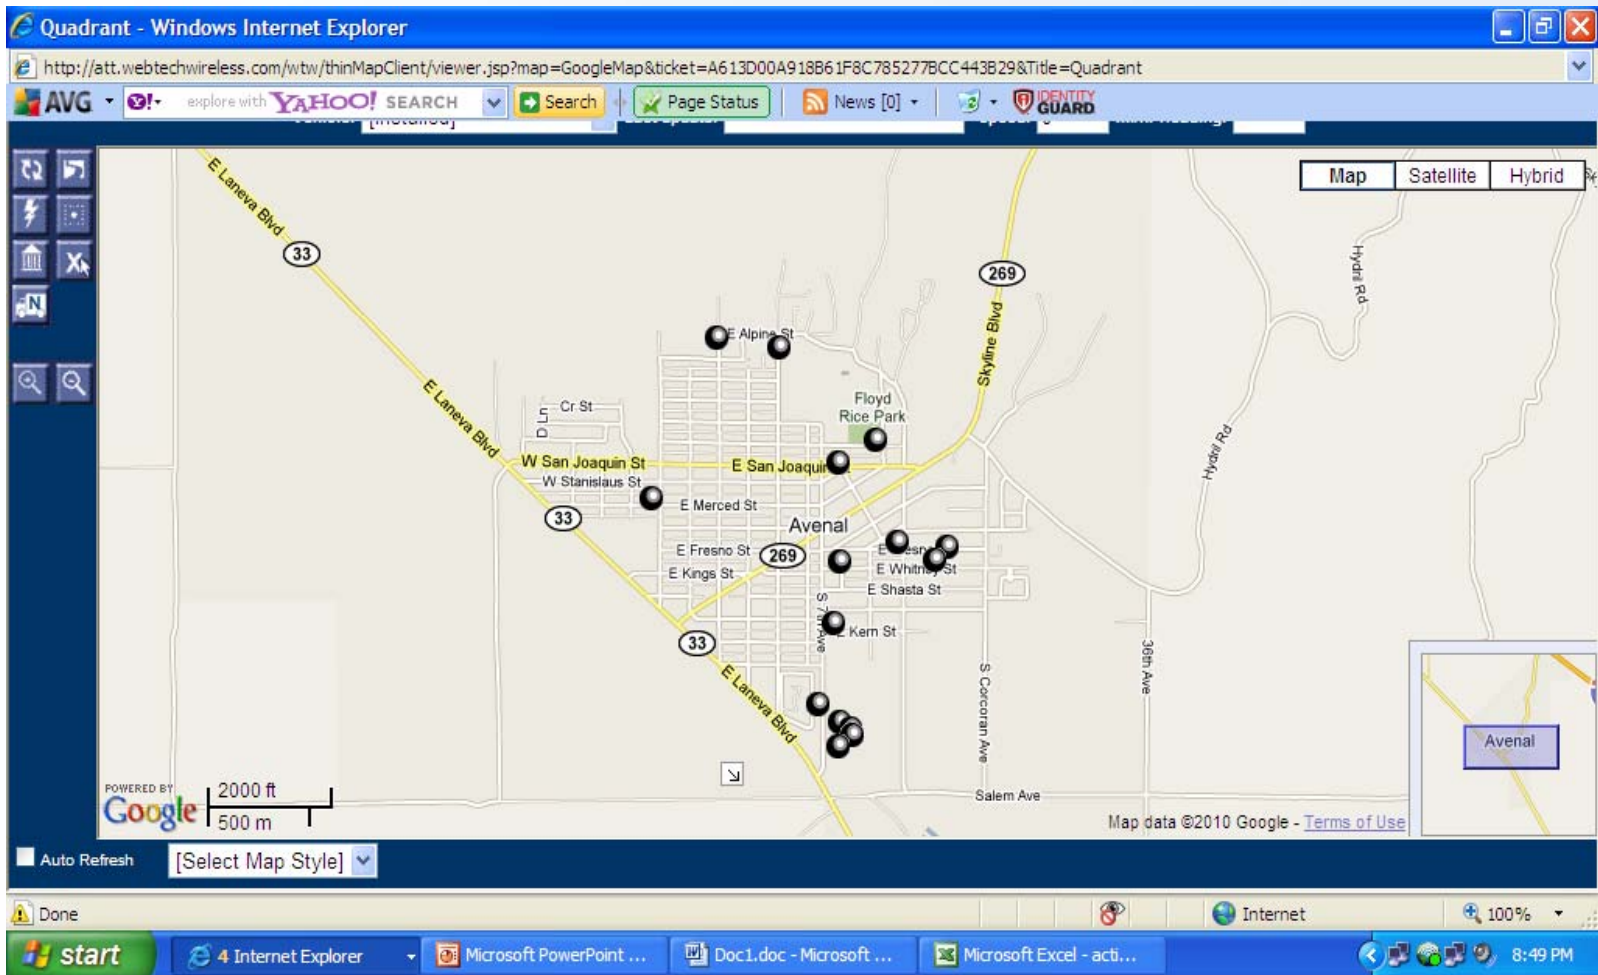 Quadrant - Windows Internet Explorer
http://att.webtechwireless.com/wtw/thinMapClient/viewer.jsp?map=GoogleMap&ticket=A613D00A918B61F8C785277BCC443B29&Title=Quadrant
AVG explore with YAHOO! SEARCH Search Page Status News [0] IDENTITY GUARD
[Installed]
Map Satellite Hybrid
E Laneva Blvd
33
269
Hydril Rd
Skyline Blvd
E Alpine St
E Laneva Blvd
Floyd
Rice Park
Cr St
D Ln
Hydril Rd
W San Joaquin St
E San Joaquin
W Stanislaus St
E Merced St
33
Avenal
E Fresno St
269
E Kings St
E Whitney St
E Shasta St
S 7th Ave
E Kern St
33
36th Ave
E Laneva Blvd
S Corcoran Ave
Avenal
Salem Ave
POWERED BY
Google
2000 ft
500 m
Map data ©2010 Google - Terms of Use
Auto Refresh [Select Map Style]
Done Internet 100%
start 4 Internet Explorer Microsoft PowerPoint ... Doc1.doc - Microsoft ... Microsoft Excel - acti... 8:49 PM